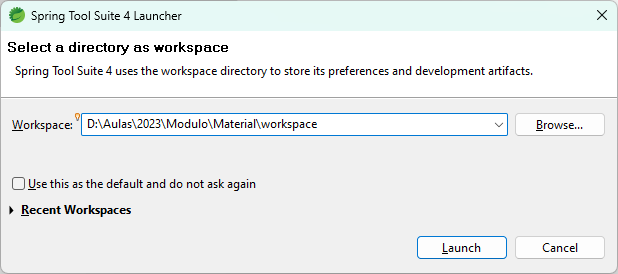 Spring Tool Suite 4 Launcher
Select a directory as workspace
Spring Tool Suite 4 uses the workspace directory to store its preferences and development artifacts.
Workspace: D:\Aulas\2023\Modulo\Material\workspace Browse...
Use this as the default and do not ask again
Recent Workspaces
Launch Cancel